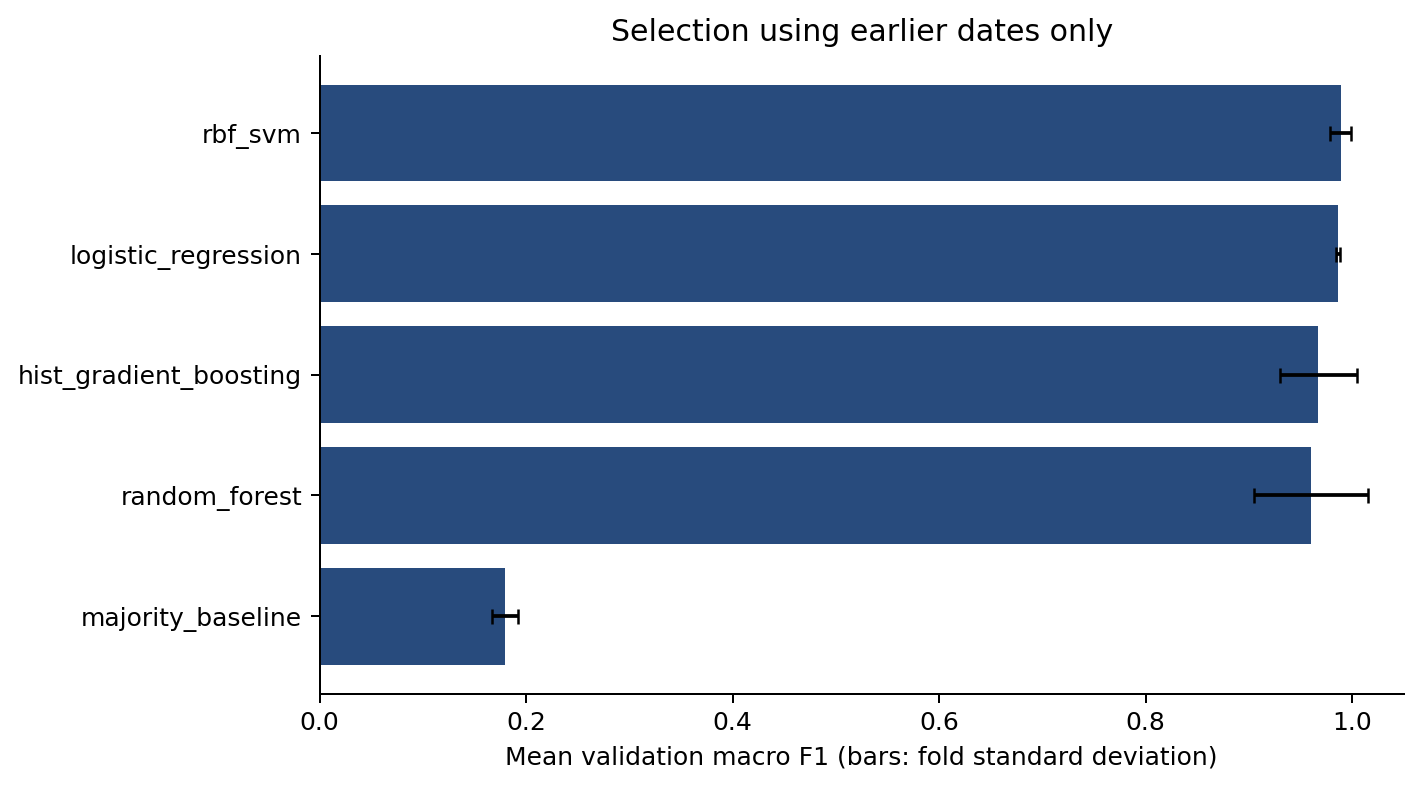 Selection using earlier dates only
rbf_svm
logistic_regression
hist_gradient_boosting
random_forest
majority_baseline
0.0 0.2 0.4 0.6 0.8 1.0
Mean validation macro F1 (bars: fold standard deviation)